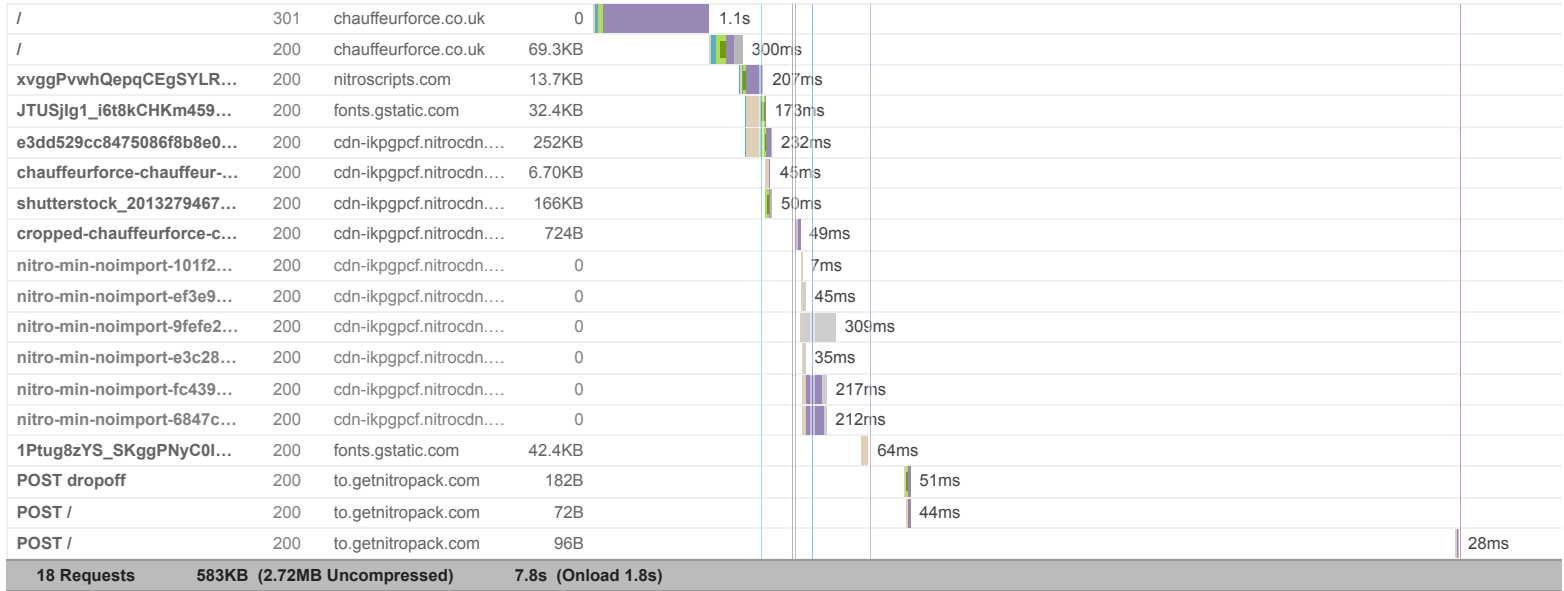 / 301 chauffeurforce.co.uk 0 1.1s
/ 200 chauffeurforce.co.uk 69.3KB 300ms
xvggPvwhQepqCEgSYLR… 200 nitroscripts.com 13.7KB 207ms
JTUSjIg1_i6t8kCHKm459… 200 fonts.gstatic.com 32.4KB 173ms
e3dd529cc8475086f8b8e0… 200 cdn-ikpgpcf.nitrocdn.… 252KB 232ms
chauffeurforce-chauffeur-… 200 cdn-ikpgpcf.nitrocdn.… 6.70KB 45ms
shutterstock_2013279467… 200 cdn-ikpgpcf.nitrocdn.… 166KB 50ms
cropped-chauffeurforce-c… 200 cdn-ikpgpcf.nitrocdn.… 724B 49ms
nitro-min-noimport-101f2… 200 cdn-ikpgpcf.nitrocdn.… 0 7ms
nitro-min-noimport-ef3e9… 200 cdn-ikpgpcf.nitrocdn.… 0 45ms
nitro-min-noimport-9fefe2… 200 cdn-ikpgpcf.nitrocdn.… 0 309ms
nitro-min-noimport-e3c28… 200 cdn-ikpgpcf.nitrocdn.… 0 35ms
nitro-min-noimport-fc439… 200 cdn-ikpgpcf.nitrocdn.… 0 217ms
nitro-min-noimport-6847c… 200 cdn-ikpgpcf.nitrocdn.… 0 212ms
1Ptug8zYS_SKggPNyC0I… 200 fonts.gstatic.com 42.4KB 64ms
POST dropoff 200 to.getnitropack.com 182B 51ms
POST / 200 to.getnitropack.com 72B 44ms
POST / 200 to.getnitropack.com 96B 28ms
18 Requests 583KB (2.72MB Uncompressed) 7.8s (Onload 1.8s)